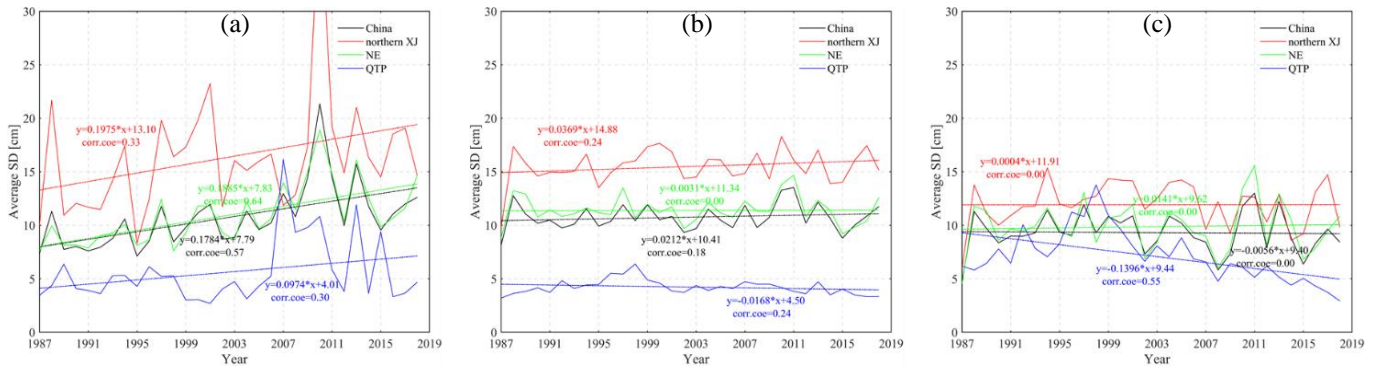 (a)
30
25
20
15
10
5
0
Average SD [cm]
China
northern XJ
NE
QTP
y=0.1975*x+13.10
corr.coe=0.33
y=0.1885*x+7.83
corr.coe=0.64
y=0.1784*x+7.79
corr.coe=0.57
y=0.0974*x+4.01
corr.coe=0.30
1987 1991 1995 1999 2003 2007 2011 2015 2019
Year
(b)
30
25
20
15
10
5
0
Average SD [cm]
China
northern XJ
NE
QTP
y=0.0369*x+14.88
corr.coe=0.24
y=0.0031*x+11.34
corr.coe=0.00
y=0.0212*x+10.41
corr.coe=0.18
y=-0.0168*x+4.50
corr.coe=0.24
1987 1991 1995 1999 2003 2007 2011 2015 2019
Year
(c)
30
25
20
15
10
5
0
Average SD [cm]
China
northern XJ
NE
QTP
y=0.0004*x+11.91
corr.coe=0.00
y=0.0141*x+9.62
corr.coe=0.00
y=-0.0056*x+9.40
corr.coe=0.00
y=-0.1396*x+9.44
corr.coe=0.55
1987 1991 1995 1999 2003 2007 2011 2015 2019
Year